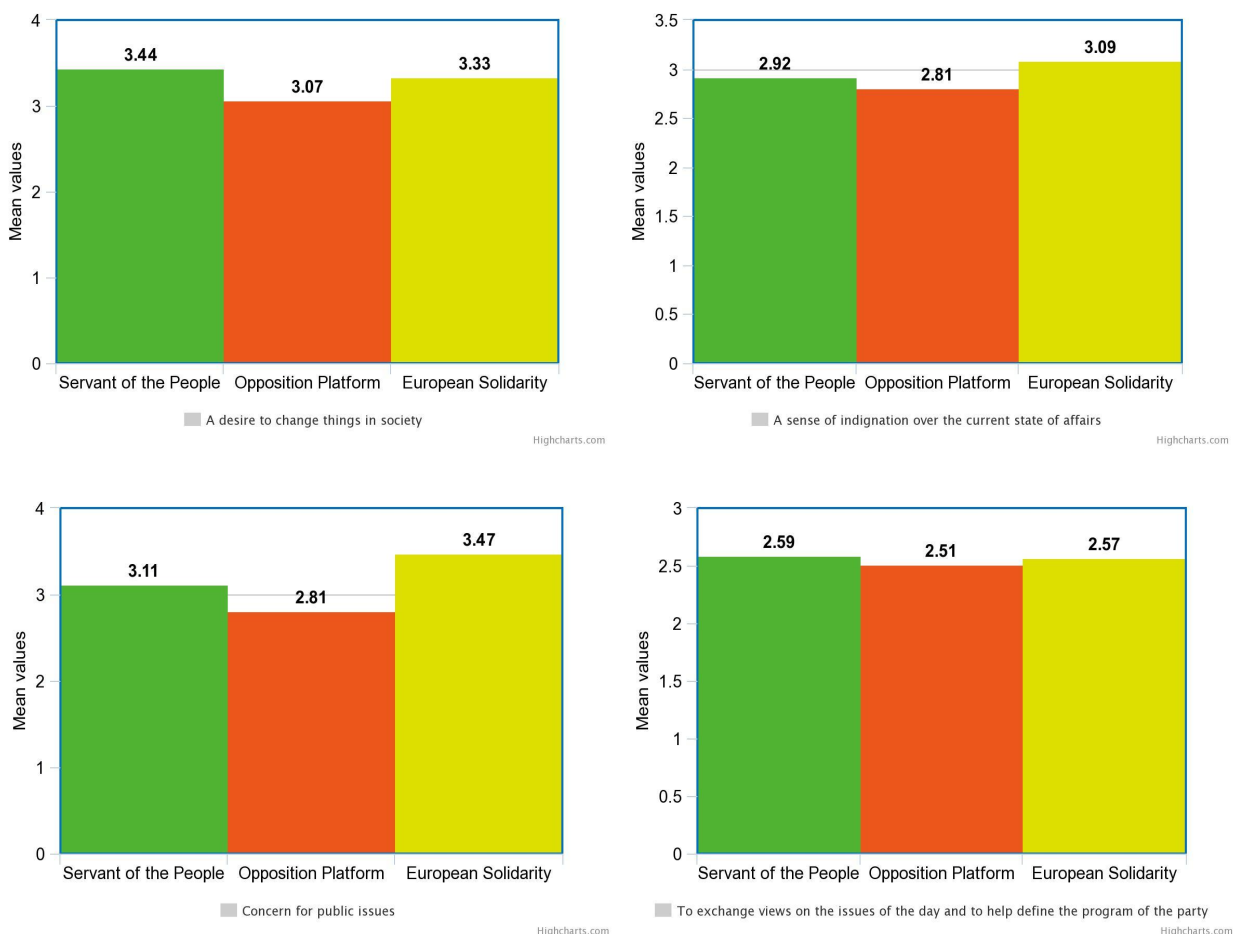 4
3.44
3.07
3.33
3
2
1
0
Mean values
Servant of the People Opposition Platform European Solidarity
A desire to change things in society
Highcharts.com
3.5
3.09
3
2.92
2.81
2.5
2
1.5
1
0.5
0
Mean values
Servant of the People Opposition Platform European Solidarity
A sense of indignation over the current state of affairs
Highcharts.com
4
3.47
3.11
3
2.81
2
1
0
Mean values
Servant of the People Opposition Platform European Solidarity
Concern for public issues
Highcharts.com
3
2.59
2.51
2.57
2.5
2
1.5
1
0.5
0
Mean values
Servant of the People Opposition Platform European Solidarity
To exchange views on the issues of the day and to help define the program of the party
Highcharts.com